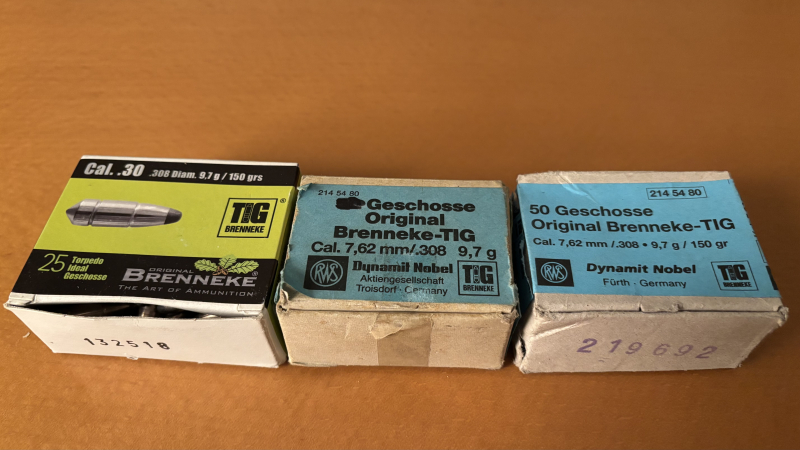 Cal. .30 .308 Diam. 9,7 g / 150 grs
TIG®
BRENNEKE
25 Torpedo
Ideal
Geschosse
ORIGINAL
BRENNEKE®
THE ART OF AMMUNITION®
132518
214 54 80
Geschosse
Original
Brenneke-TIG
Cal. 7,62 mm/.308 9,7 g
RWS
Dynamit Nobel
Aktiengesellschaft
Troisdorf · Germany
TIG
BRENNEKE
214 54 80
50 Geschosse
Original Brenneke-TIG
Cal. 7,62 mm /.308 • 9,7 g / 150 gr
RWS
Dynamit Nobel
Fürth · Germany
TIG
BRENNEKE
219692